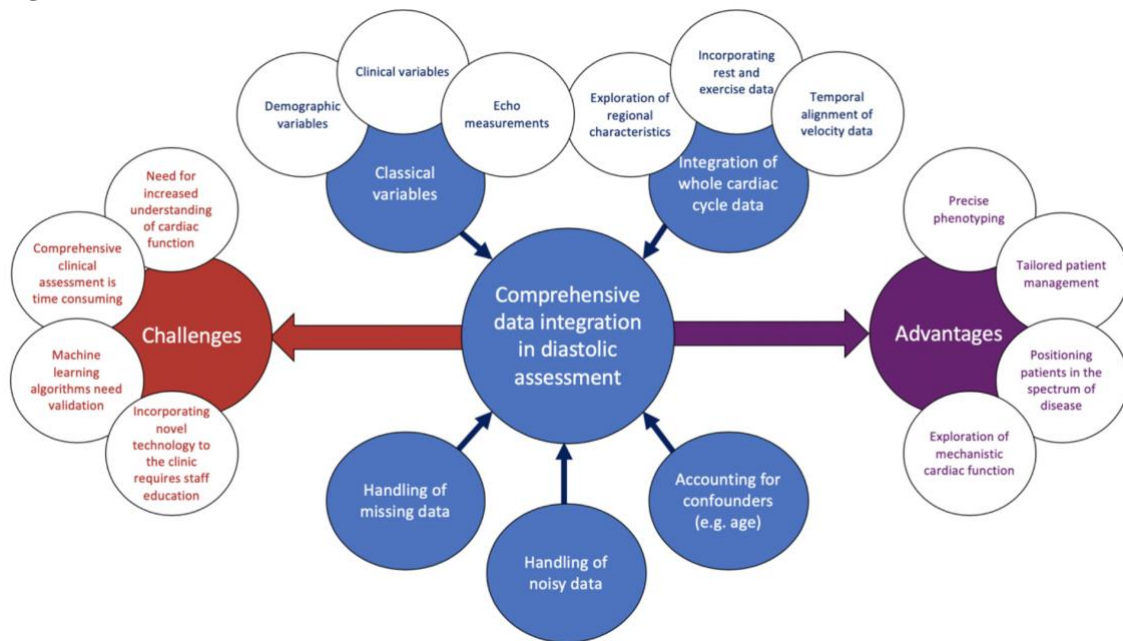 Clinical variables
Demographic
variables
Echo
measurements
Classical
variables
Incorporating
rest and
exercise data
Exploration of
regional
characteristics
Temporal
alignment of
velocity data
Integration of
whole cardiac
cycle data
Need for
increased
understanding
of cardiac
function
Comprehensive
clinical
assessment is
time consuming
Challenges
Machine
learning
algorithms need
validation
Incorporating
novel
technology to
the clinic
requires staff
education
Comprehensive
data integration
in diastolic
assessment
Precise
phenotyping
Tailored patient
management
Advantages
Positioning
patients in the
spectrum of
disease
Exploration of
mechanistic
cardiac function
Handling of
missing data
Handling of
noisy data
Accounting for
confounders
(e.g. age)